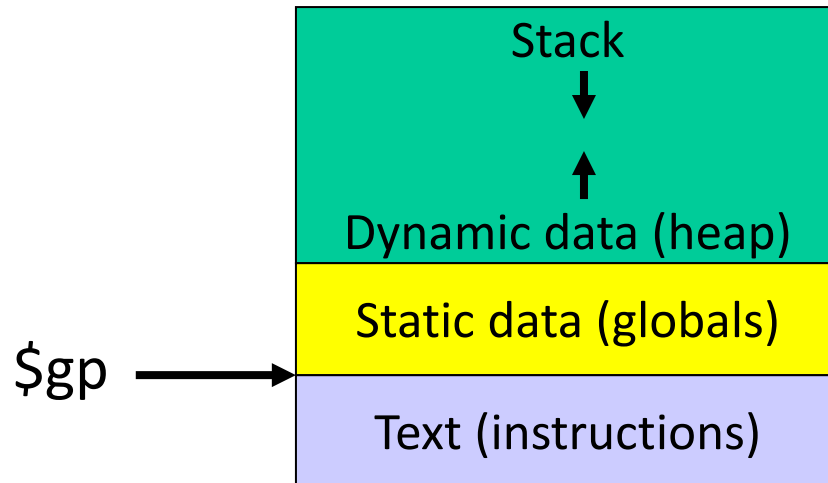 Stack
Dynamic data (heap)
Static data (globals)
$gp
Text (instructions)